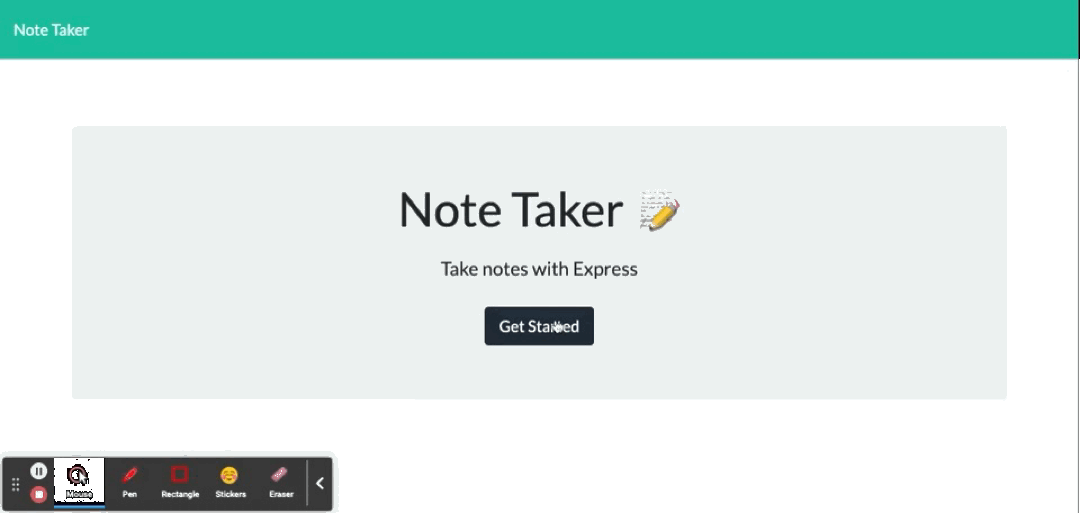 Note Taker
Note Taker
Take notes with Express
Get Started
Mouse
Pen
Rectangle
Stickers
Eraser